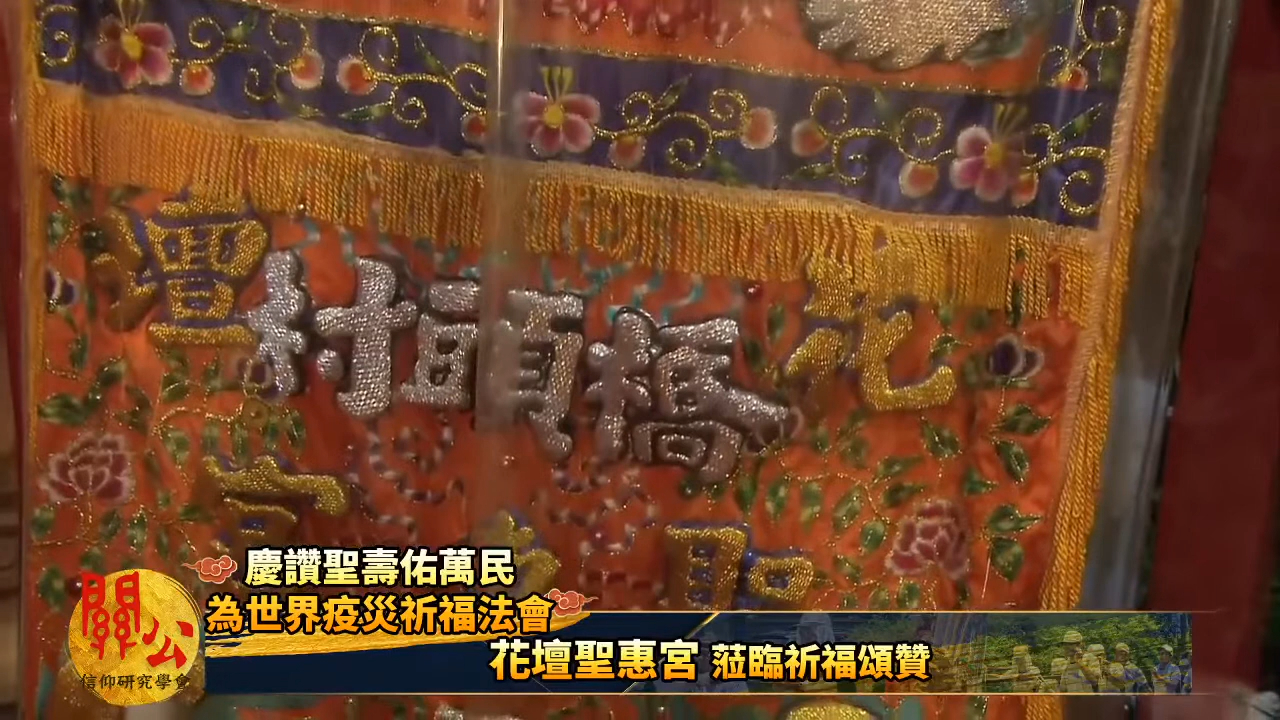 花壇
橋頭村
聖惠宮
慶讚聖壽佑萬民
為世界疫災祈福法會
花壇聖惠宮 蒞臨祈福頌贊
關公
信仰研究學會